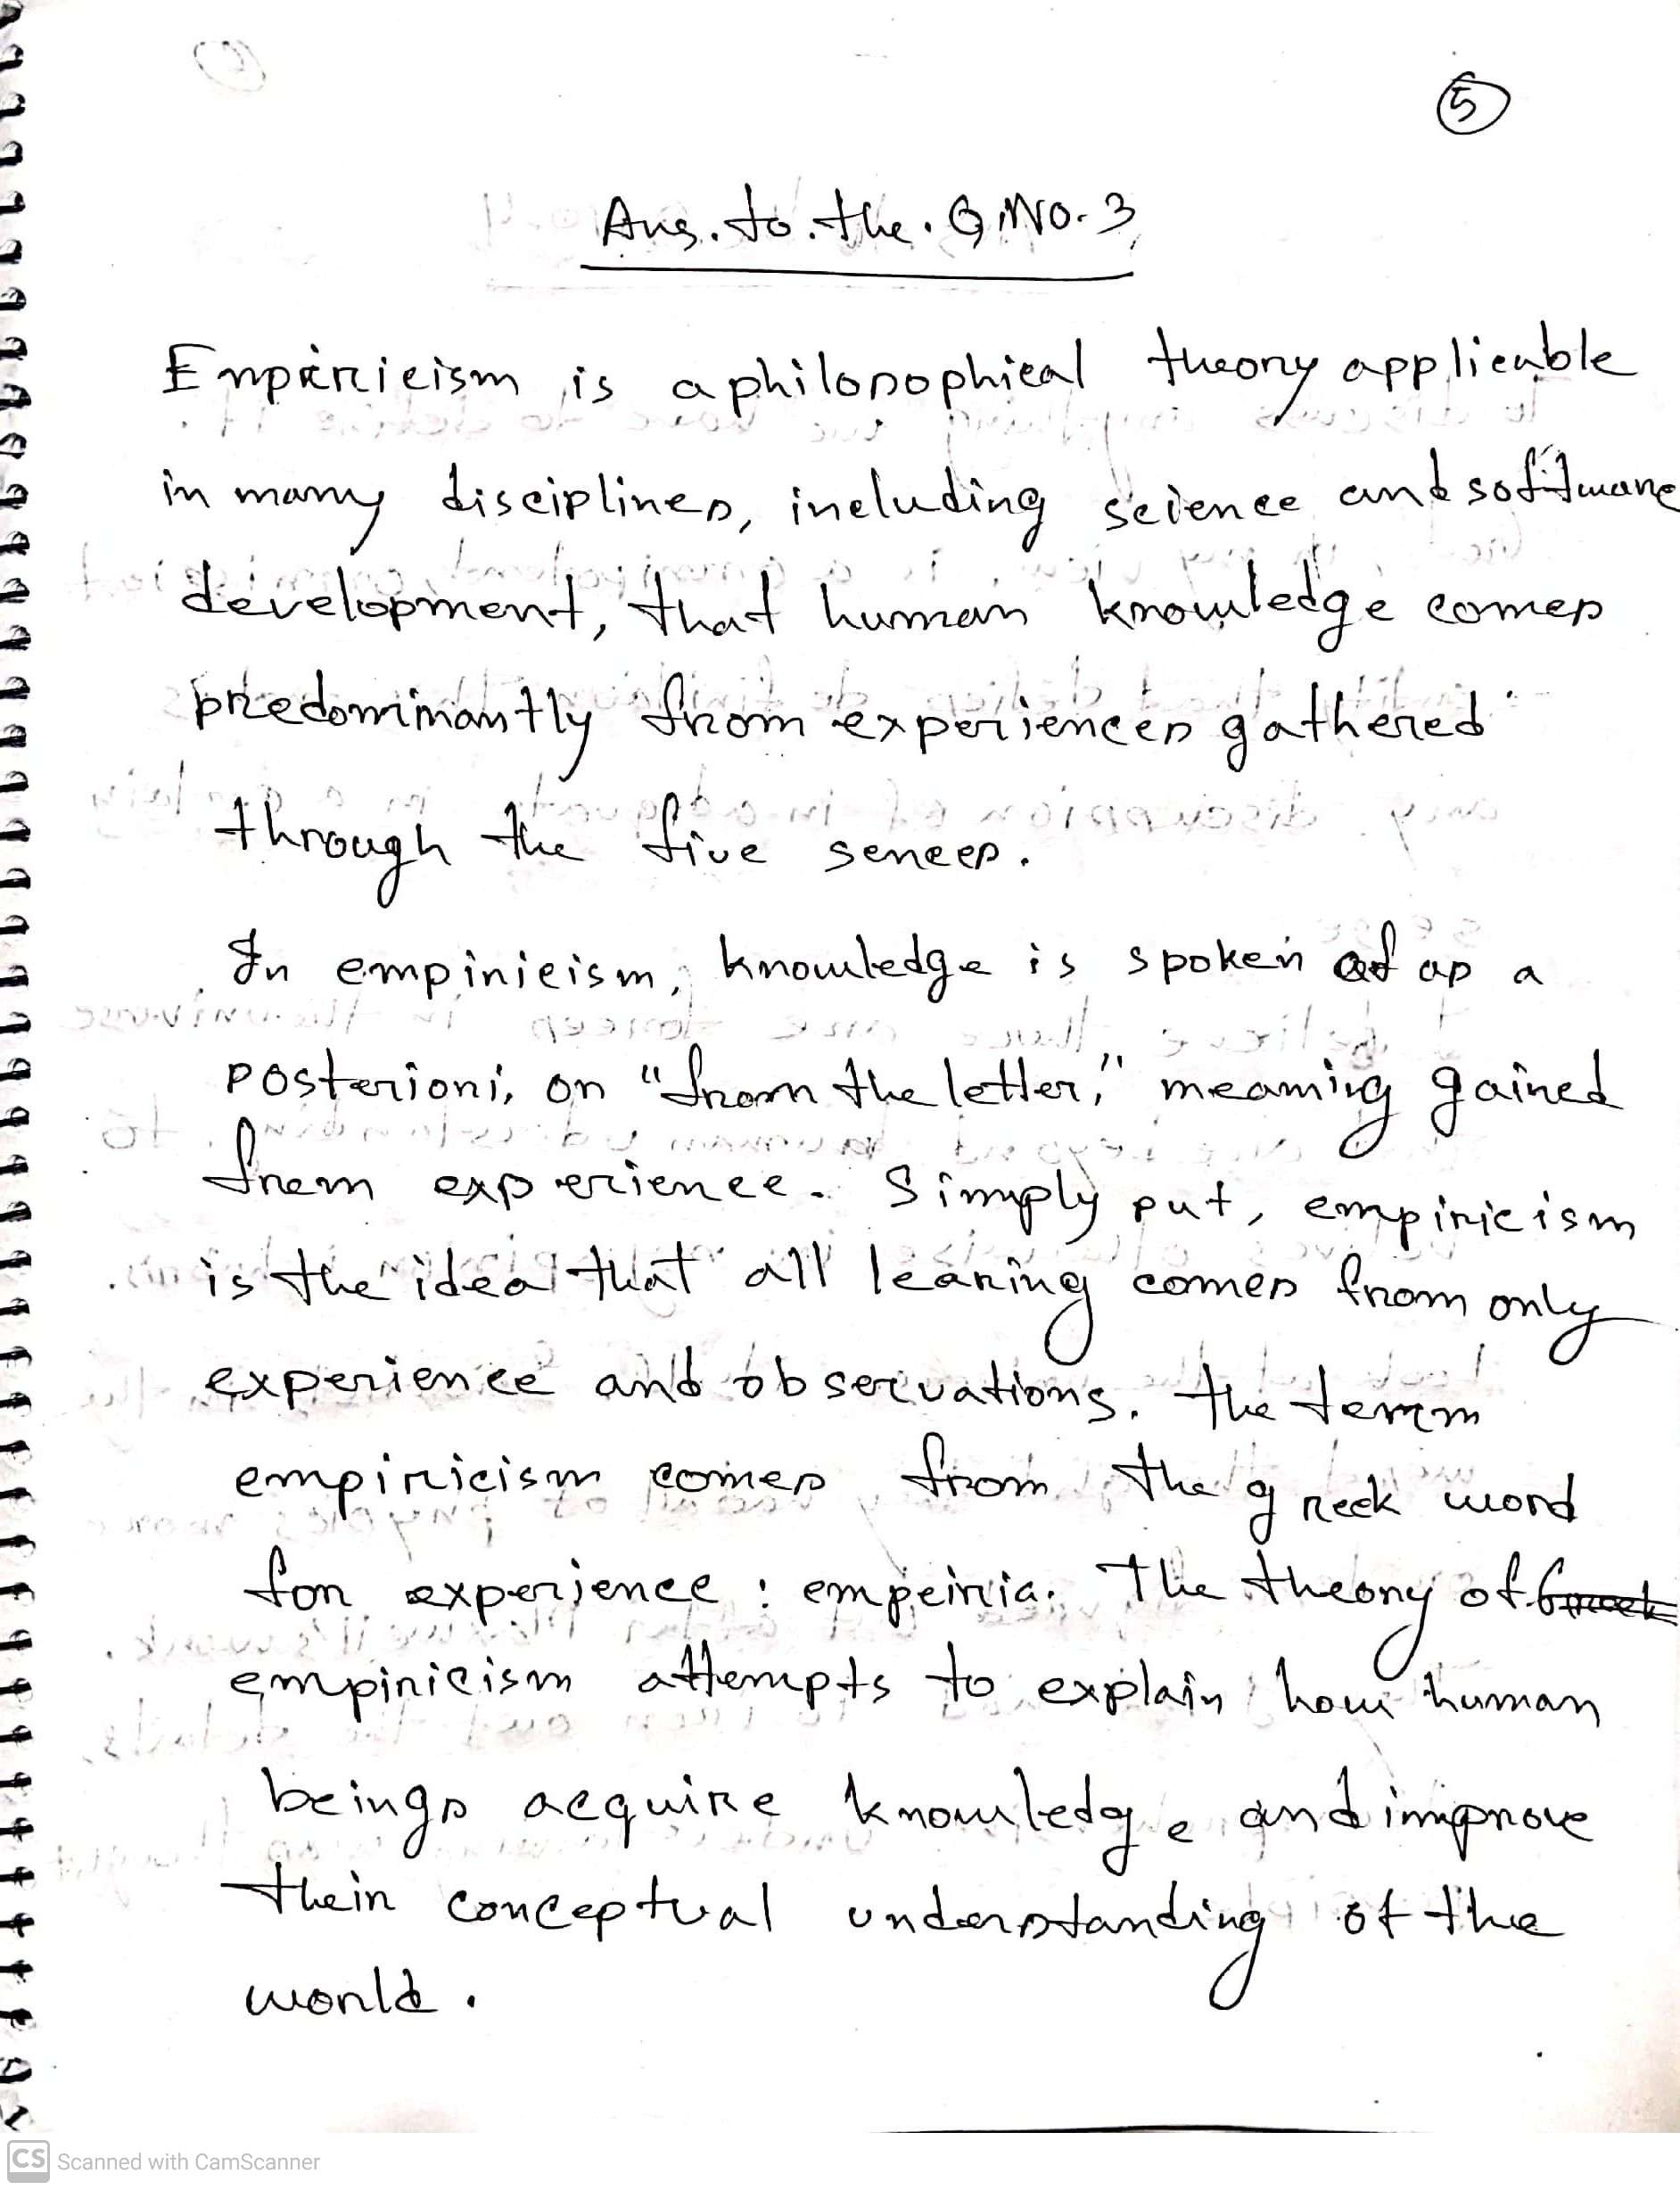 5
Ans. to. the. Q. NO. 3
Empiricism is a philosophical theory applicable
in many disciplines, including science and software
development, that human knowledge comes
predominantly from experiences gathered
through the five sences.
In empiricism, knowledge is spoken of as a
posteriori, or "from the letter," meaning gained
from experience. Simply put, empiricism
is the idea that all learing comes from only
experience and observations. The term
empiricism comes from the greek word
for experience : empeiria. The theory of
empiricism attempts to explain how human
beings acquire knowledge and improve
their conceptual understanding of the
world.
CS Scanned with CamScanner